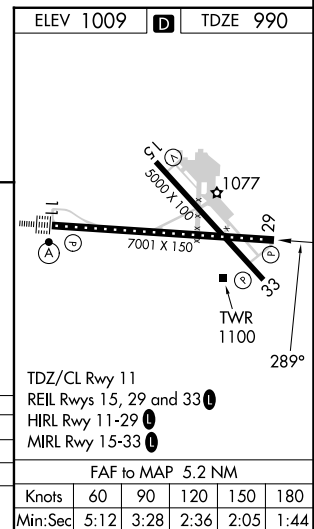 ELEV 1009 D TDZE 990
15
V
5000 X 100
1077
11
29
A
P
7001 X 150
P
P
33
TWR
1100
289°
TDZ/CL Rwy 11
REIL Rwys 15, 29 and 33 L
HIRL Rwy 11-29 L
MIRL Rwy 15-33 L
FAF to MAP 5.2 NM
Knots 60 90 120 150 180
Min:Sec 5:12 3:28 2:36 2:05 1:44